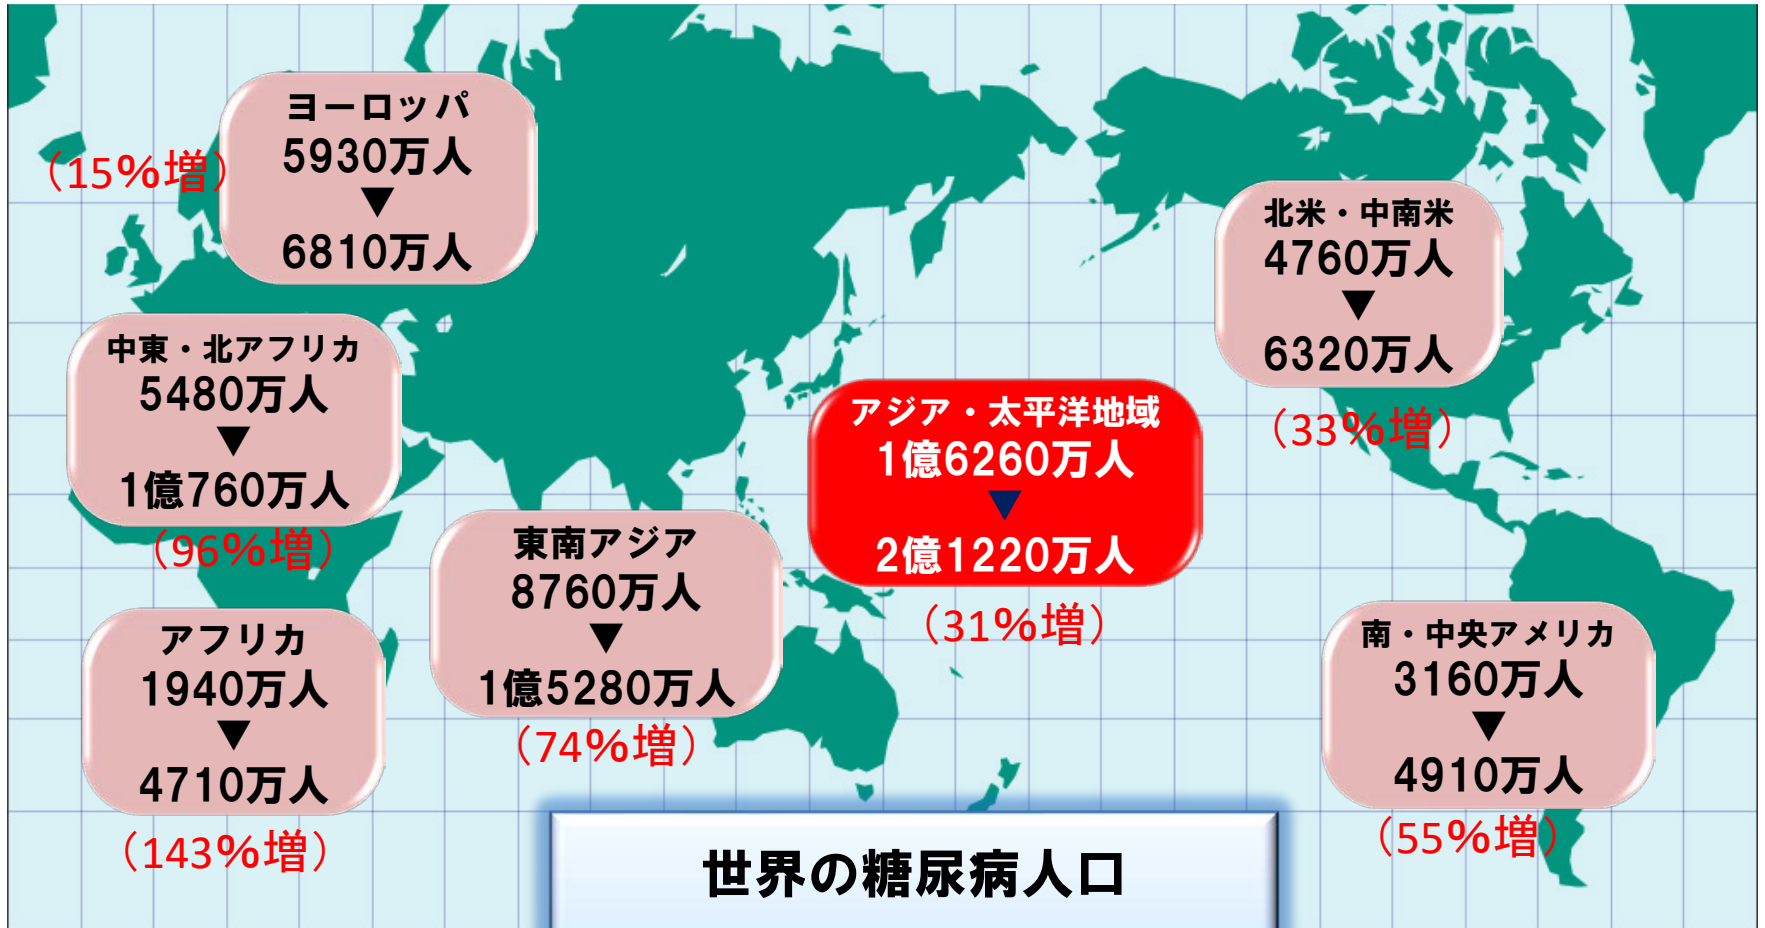 ヨーロッパ
5930万人
▼
6810万人
（15%増）
中東・北アフリカ
5480万人
▼
1億760万人
（96%増）
アフリカ
1940万人
▼
4710万人
（143%増）
東南アジア
8760万人
▼
1億5280万人
（74%増）
アジア・太平洋地域
1億6260万人
▼
2億1220万人
（31%増）
北米・中南米
4760万人
▼
6320万人
（33%増）
南・中央アメリカ
3160万人
▼
4910万人
（55%増）
世界の糖尿病人口